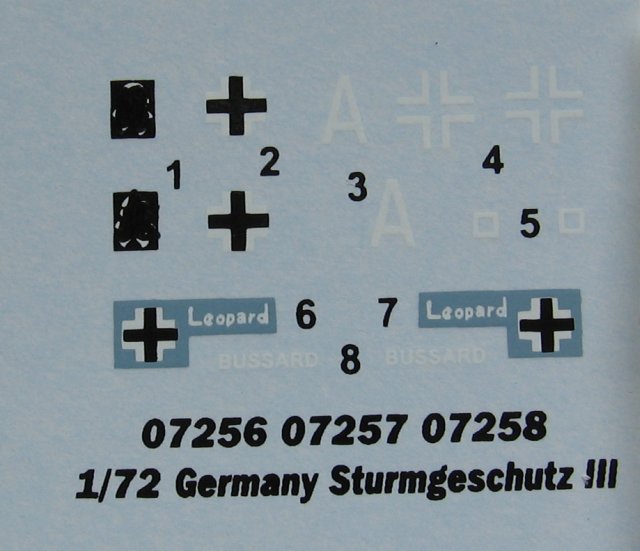 A
1 2 3 4
A
5
Leopard 6 7 Leopard
BUSSARD 8 BUSSARD
07256 07257 07258
1/72 Germany Sturmgeschutz III